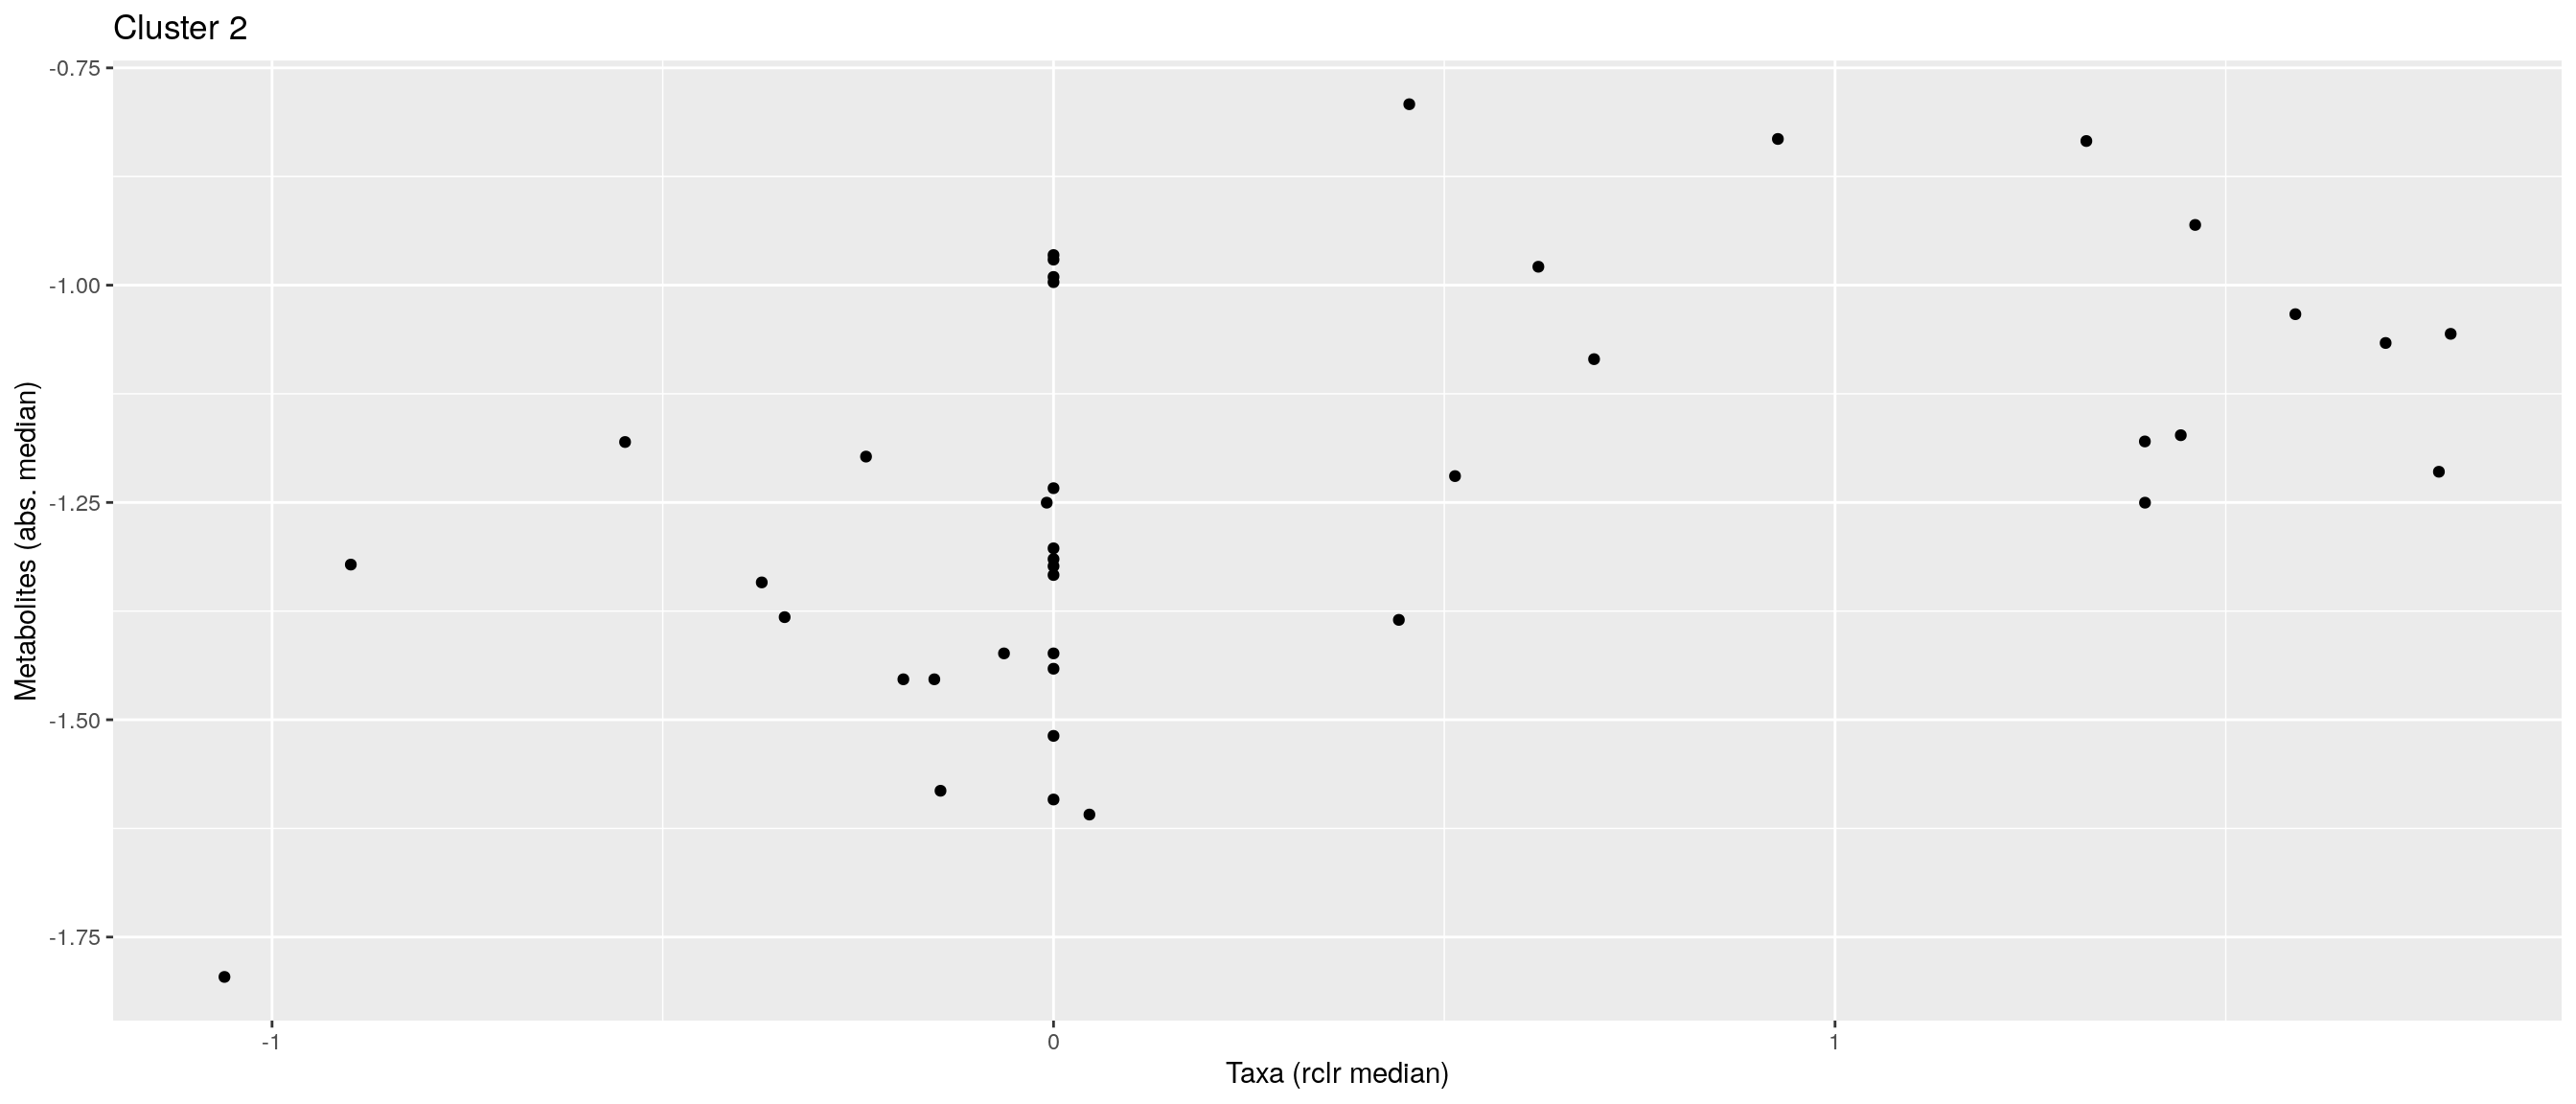 Cluster 2
-0.75
-1.00
-1.25
-1.50
-1.75
Metabolites (abs. median)
-1
0
1
Taxa (rclr median)